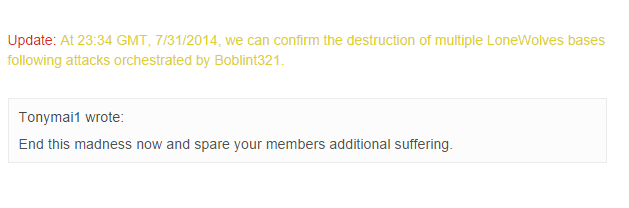 Update: At 23:34 GMT, 7/31/2014, we can confirm the destruction of multiple LoneWolves bases
following attacks orchestrated by Boblint321.
Tonymai1 wrote:
End this madness now and spare your members additional suffering.